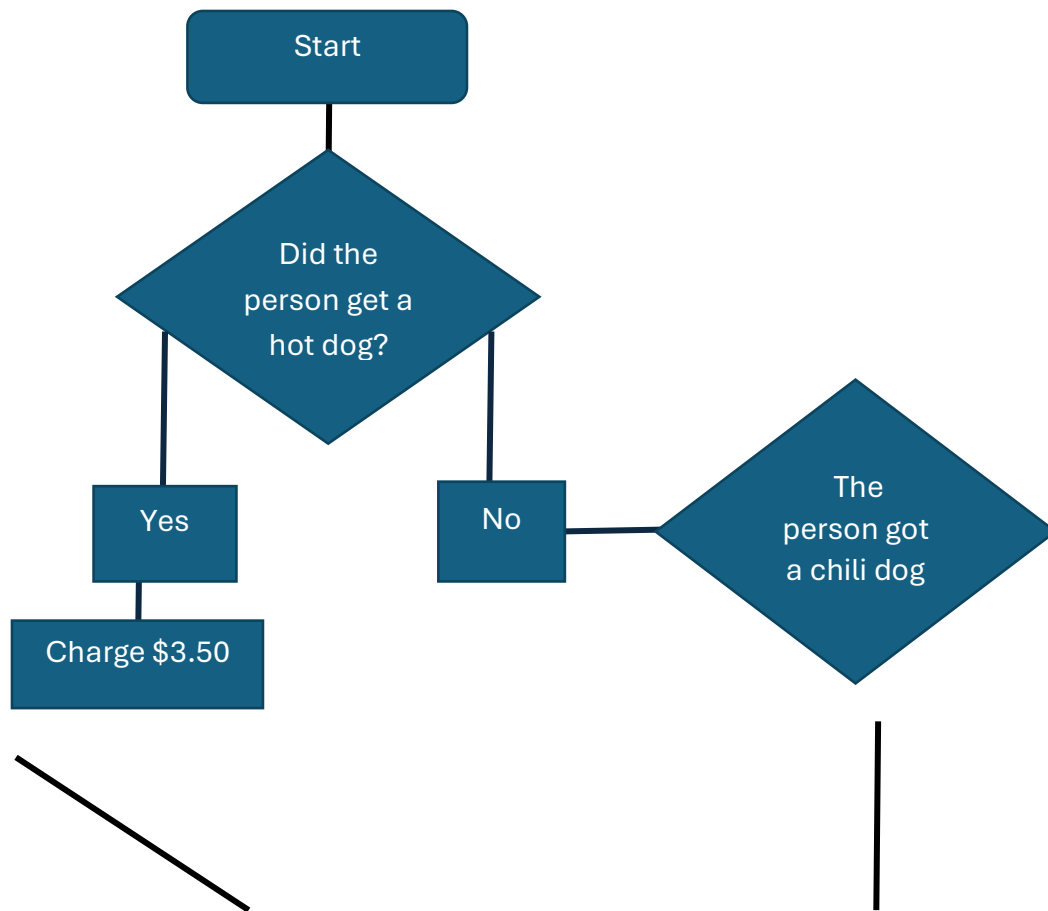 Start
Did the
person get a
hot dog?
Yes
No
The
person got
a chili dog
Charge $3.50